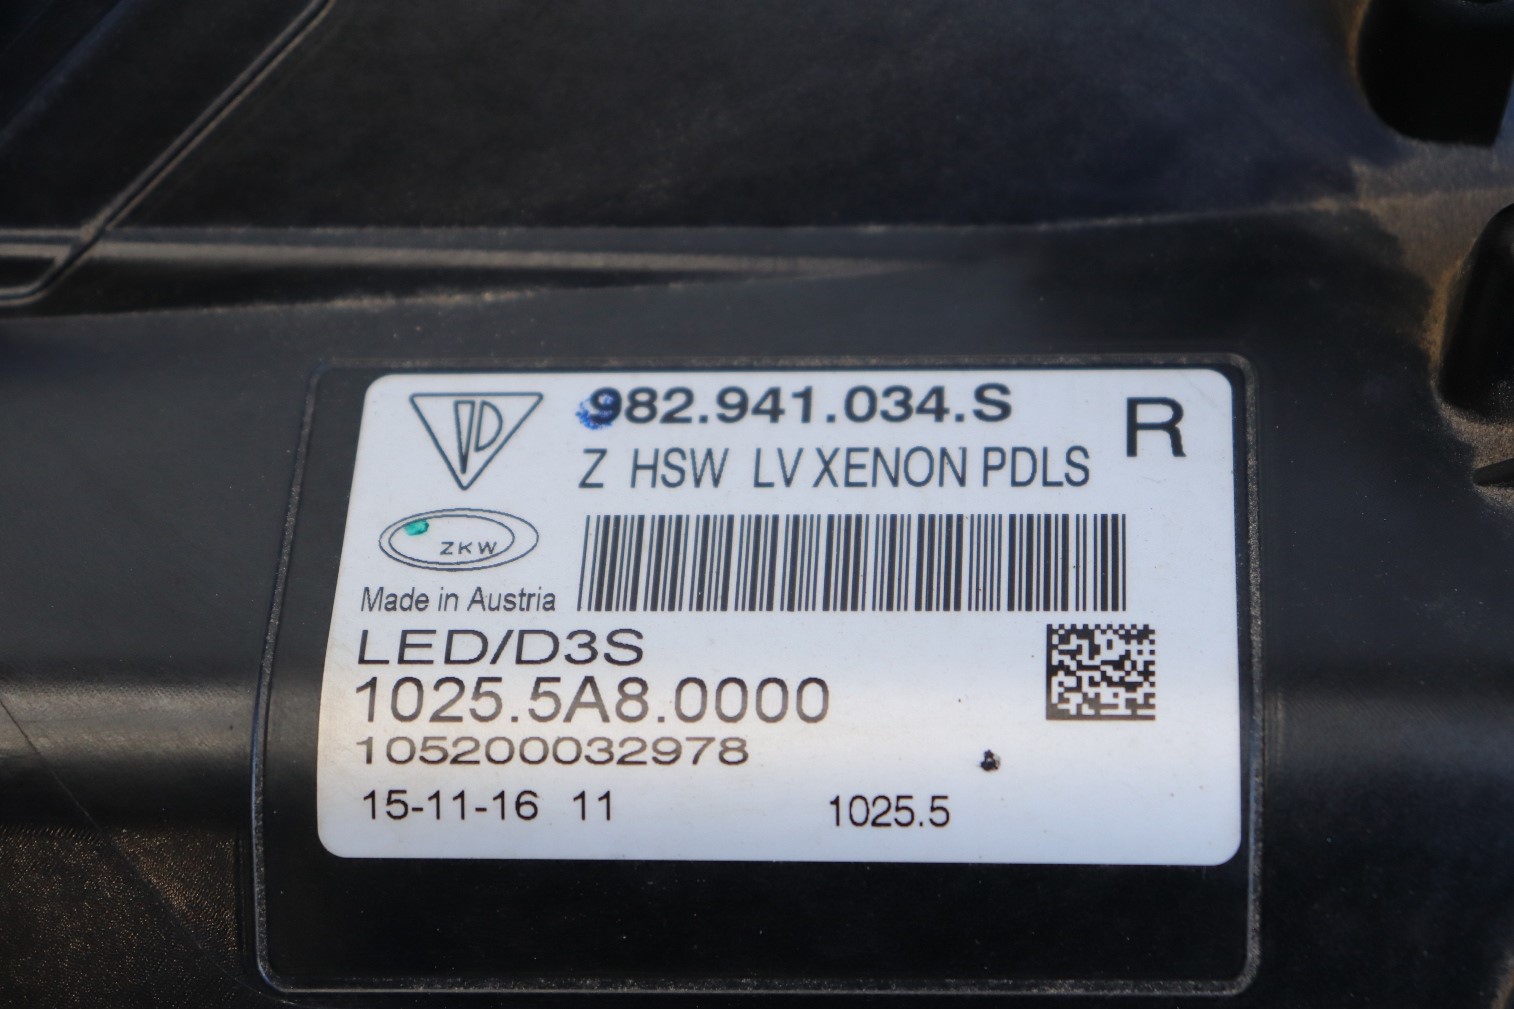 982.941.034.S
R
Z HSW LV XENON PDLS
ZKW
Made in Austria
LED/D3S
1025.5A8.0000
105200032978
15-11-16 11
1025.5